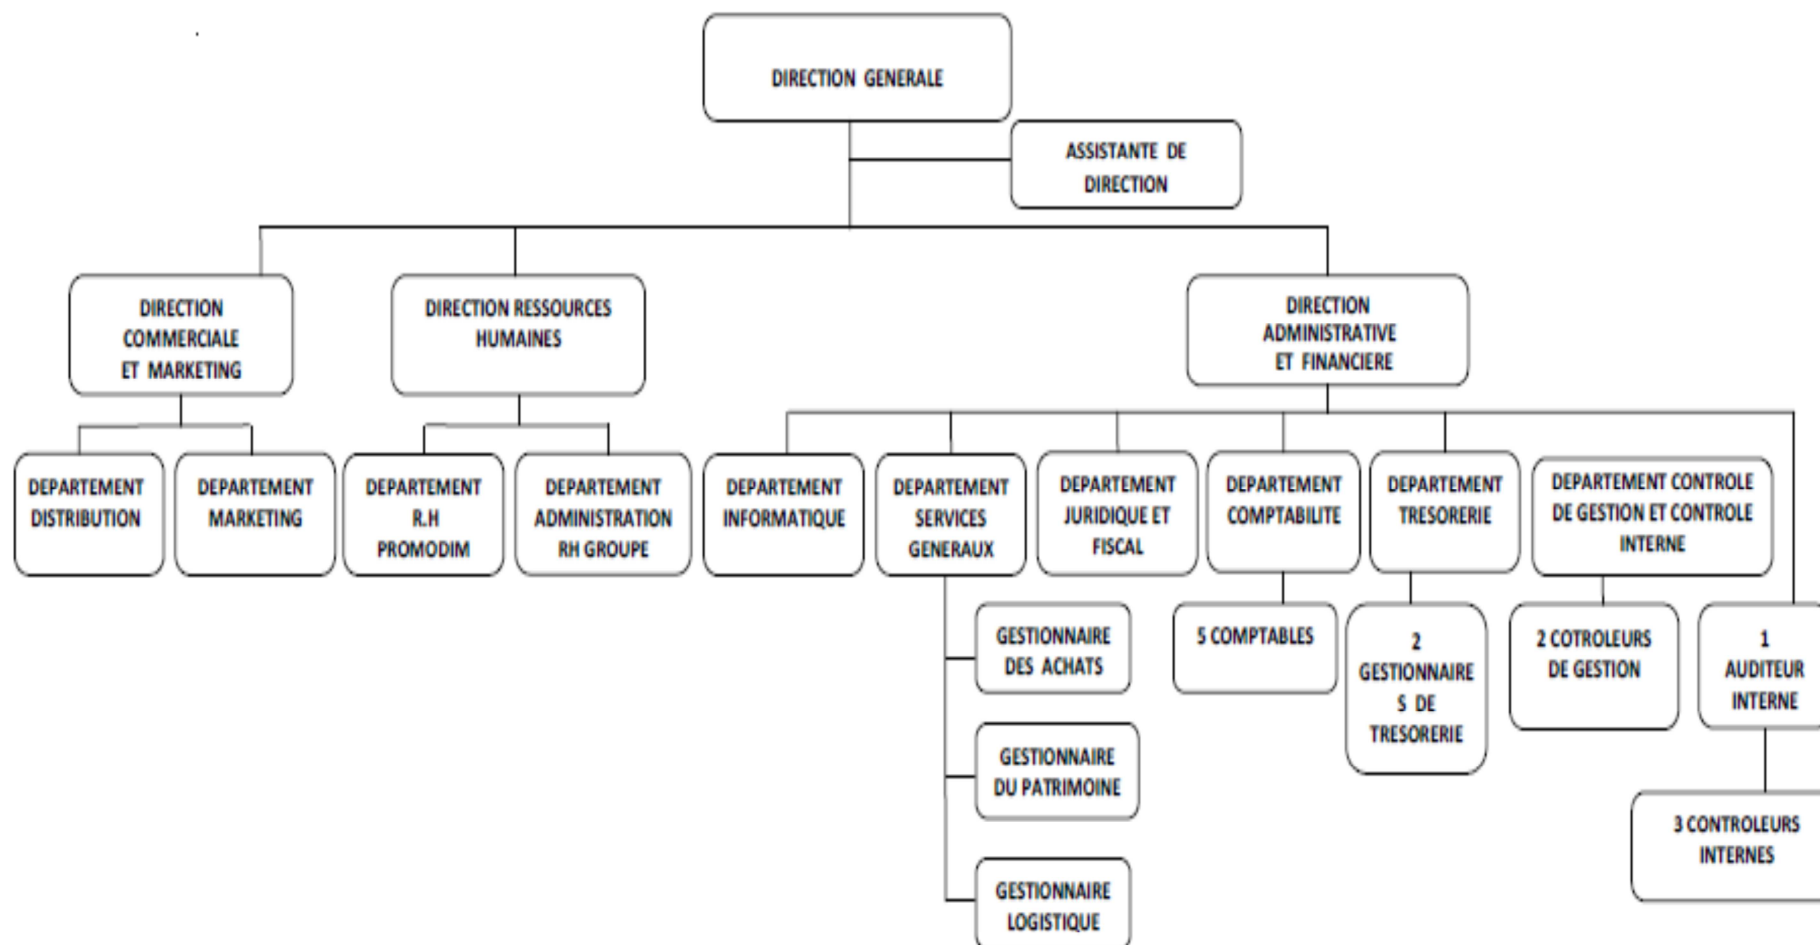 DIRECTION GENERALE
ASSISTANTE DE
DIRECTION
DIRECTION
COMMERCIALE
ET MARKETING
DIRECTION RESSOURCES
HUMAINES
DIRECTION
ADMINISTRATIVE
ET FINANCIERE
DEPARTEMENT
DISTRIBUTION
DEPARTEMENT
MARKETING
DEPARTEMENT
R.H
PROMODIM
DEPARTEMENT
ADMINISTRATION
RH GROUPE
DEPARTEMENT
INFORMATIQUE
DEPARTEMENT
SERVICES
GENERAUX
DEPARTEMENT
JURIDIQUE ET
FISCAL
DEPARTEMENT
COMPTABILITE
DEPARTEMENT
TRESORERIE
DEPARTEMENT CONTROLE
DE GESTION ET CONTROLE
INTERNE
GESTIONNAIRE
DES ACHATS
5 COMPTABLES
2
GESTIONNAIRE
S DE
TRESORERIE
2 COTROLEURS
DE GESTION
1
AUDITEUR
INTERNE
GESTIONNAIRE
DU PATRIMOINE
3 CONTROLEURS
INTERNES
GESTIONNAIRE
LOGISTIQUE